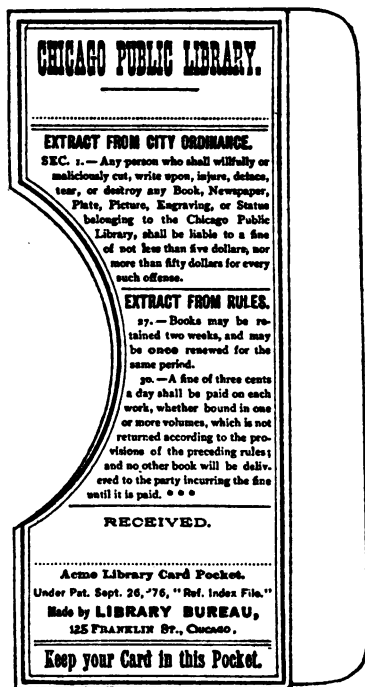 CHICAGO PUBLIC LIBRARY.
EXTRACT FROM CITY ORDINANCE.
SEC. 1.—Any person who shall willfully or
maliciously cut, write upon, injure, deface,
tear, or destroy any Book, Newspaper,
Plate, Picture, Engraving, or Statue
belonging to the Chicago Public
Library, shall be liable to a fine
of not less than five dollars, nor
more than fifty dollars for every
such offense.
EXTRACT FROM RULES.
27.—Books may be re-
tained two weeks, and may
be once renewed for the
same period.
30.—A fine of three cents
a day shall be paid on each
work, whether bound in one
or more volumes, which is not
returned according to the pro-
visions of the preceding rules;
and no other book will be deliv-
ered to the party incurring the fine
until it is paid. * * *
RECEIVED.
Acme Library Card Pocket.
Under Pat. Sept. 26, '76, "Ref. Index File."
Made by LIBRARY BUREAU,
125 FRANKLIN ST., CHICAGO.
Keep your Card in this Pocket.